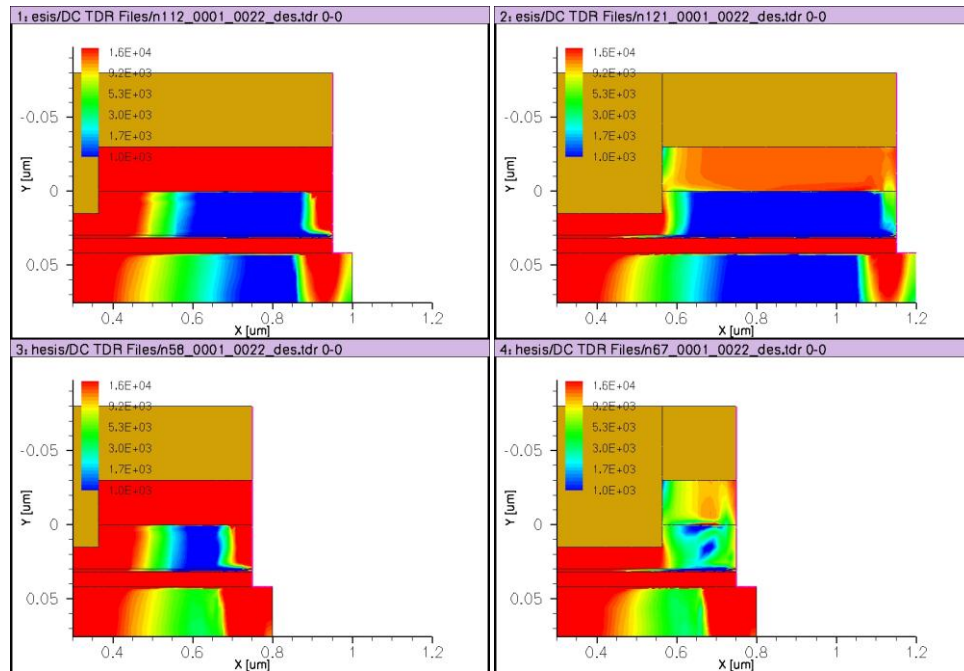 1: esis/DC TDR Files/n112_0001_0022_des.tdr 0-0
1.6E+04
9.2E+03
5.3E+03
3.0E+03
1.7E+03
1.0E+03
-0.05
0
0.05
Y [um]
0.4
0.6
0.8
1
1.2
X [um]
2: esis/DC TDR Files/n121_0001_0022_des.tdr 0-0
1.6E+04
9.2E+03
5.3E+03
3.0E+03
1.7E+03
1.0E+03
-0.05
0
0.05
Y [um]
0.4
0.6
0.8
1
1.2
X [um]
3: hesis/DC TDR Files/n58_0001_0022_des.tdr 0-0
1.6E+04
9.2E+03
5.3E+03
3.0E+03
1.7E+03
1.0E+03
-0.05
0
0.05
Y [um]
0.4
0.6
0.8
1
1.2
X [um]
4: hesis/DC TDR Files/n67_0001_0022_des.tdr 0-0
1.6E+04
9.2E+03
5.3E+03
3.0E+03
1.7E+03
1.0E+03
-0.05
0
0.05
Y [um]
0.4
0.6
0.8
1
1.2
X [um]